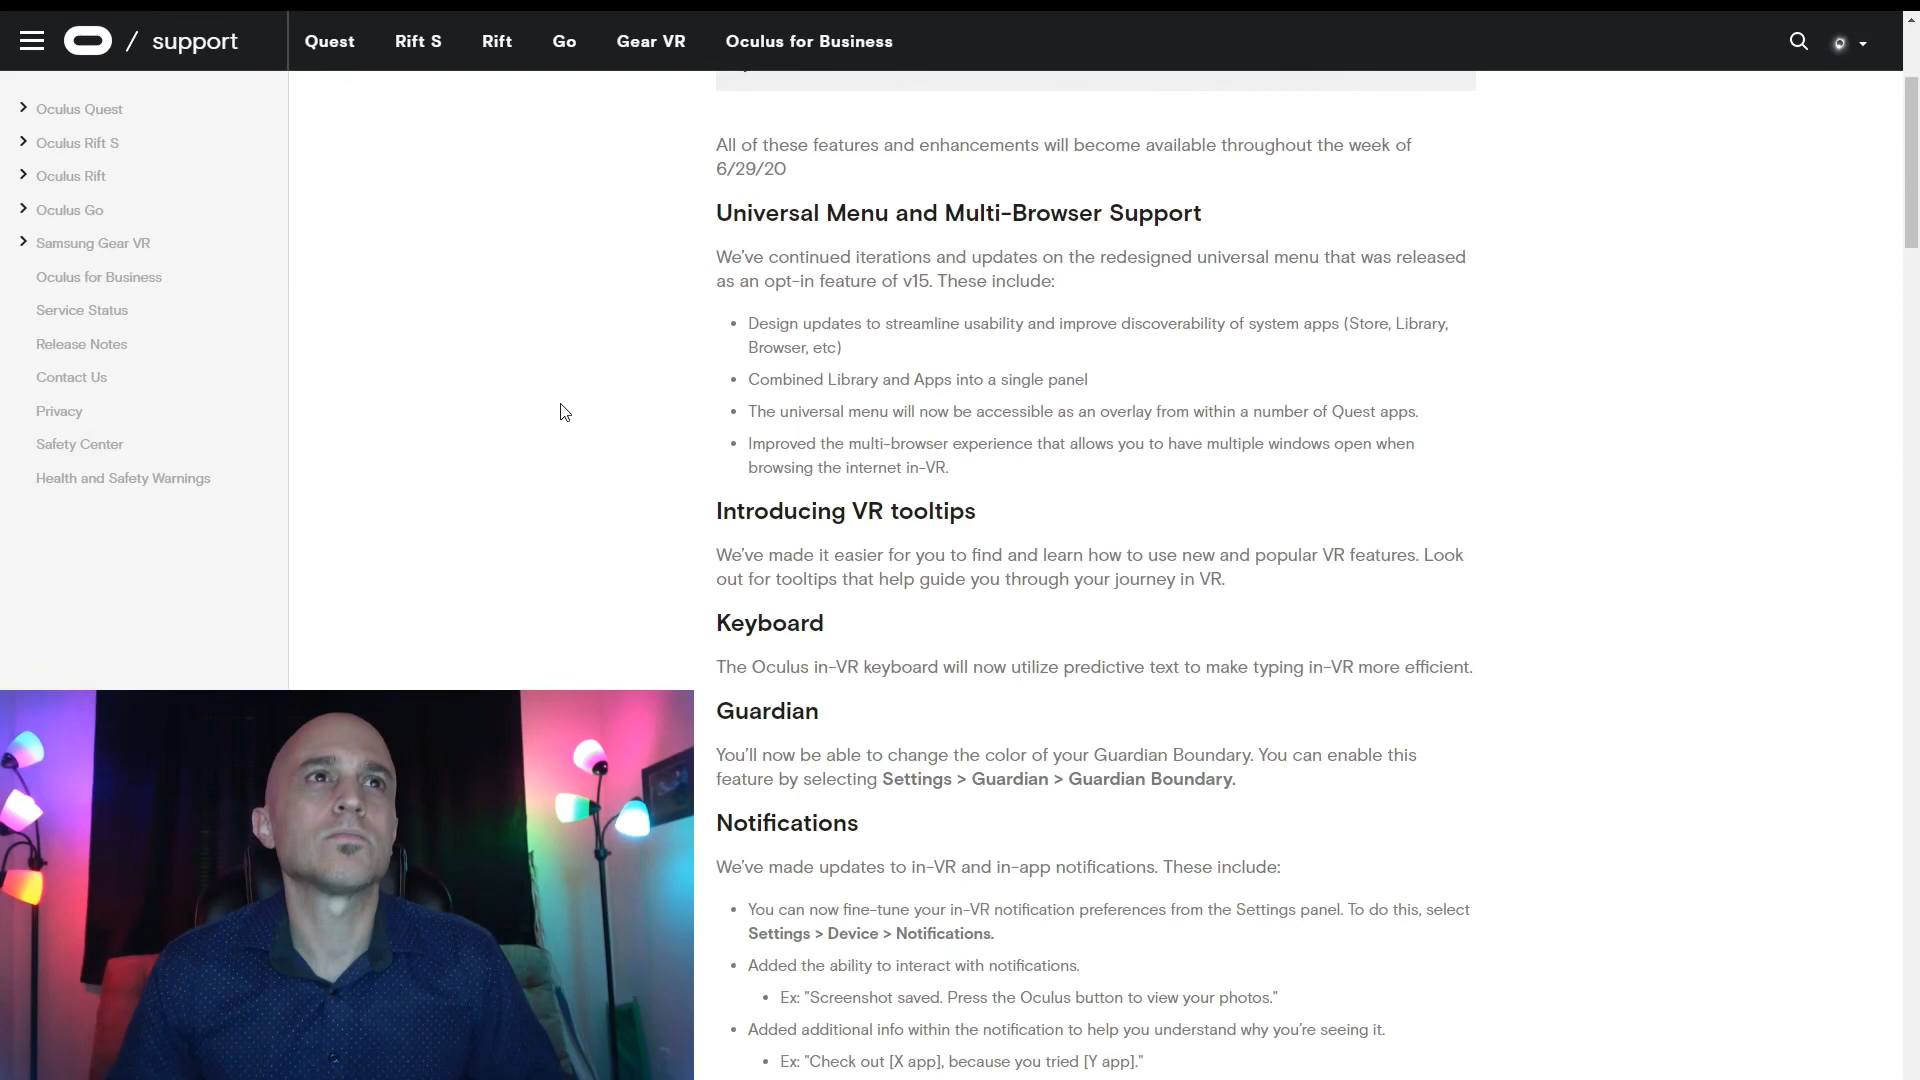 / support
Quest Rift S Rift Go Gear VR Oculus for Business
Oculus Quest
Oculus Rift S
Oculus Rift
Oculus Go
Samsung Gear VR
Oculus for Business
Service Status
Release Notes
Contact Us
Privacy
Safety Center
Health and Safety Warnings
All of these features and enhancements will become available throughout the week of
6/29/20
Universal Menu and Multi-Browser Support
We've continued iterations and updates on the redesigned universal menu that was released
as an opt-in feature of v15. These include:
• Design updates to streamline usability and improve discoverability of system apps (Store, Library,
Browser, etc)
• Combined Library and Apps into a single panel
• The universal menu will now be accessible as an overlay from within a number of Quest apps.
• Improved the multi-browser experience that allows you to have multiple windows open when
browsing the internet in-VR.
Introducing VR tooltips
We've made it easier for you to find and learn how to use new and popular VR features. Look
out for tooltips that help guide you through your journey in VR.
Keyboard
The Oculus in-VR keyboard will now utilize predictive text to make typing in-VR more efficient.
Guardian
You'll now be able to change the color of your Guardian Boundary. You can enable this
feature by selecting Settings > Guardian > Guardian Boundary.
Notifications
We've made updates to in-VR and in-app notifications. These include:
• You can now fine-tune your in-VR notification preferences from the Settings panel. To do this, select
Settings > Device > Notifications.
• Added the ability to interact with notifications.
• Ex: "Screenshot saved. Press the Oculus button to view your photos."
• Added additional info within the notification to help you understand why you're seeing it.
• Ex: "Check out [X app], because you tried [Y app]."